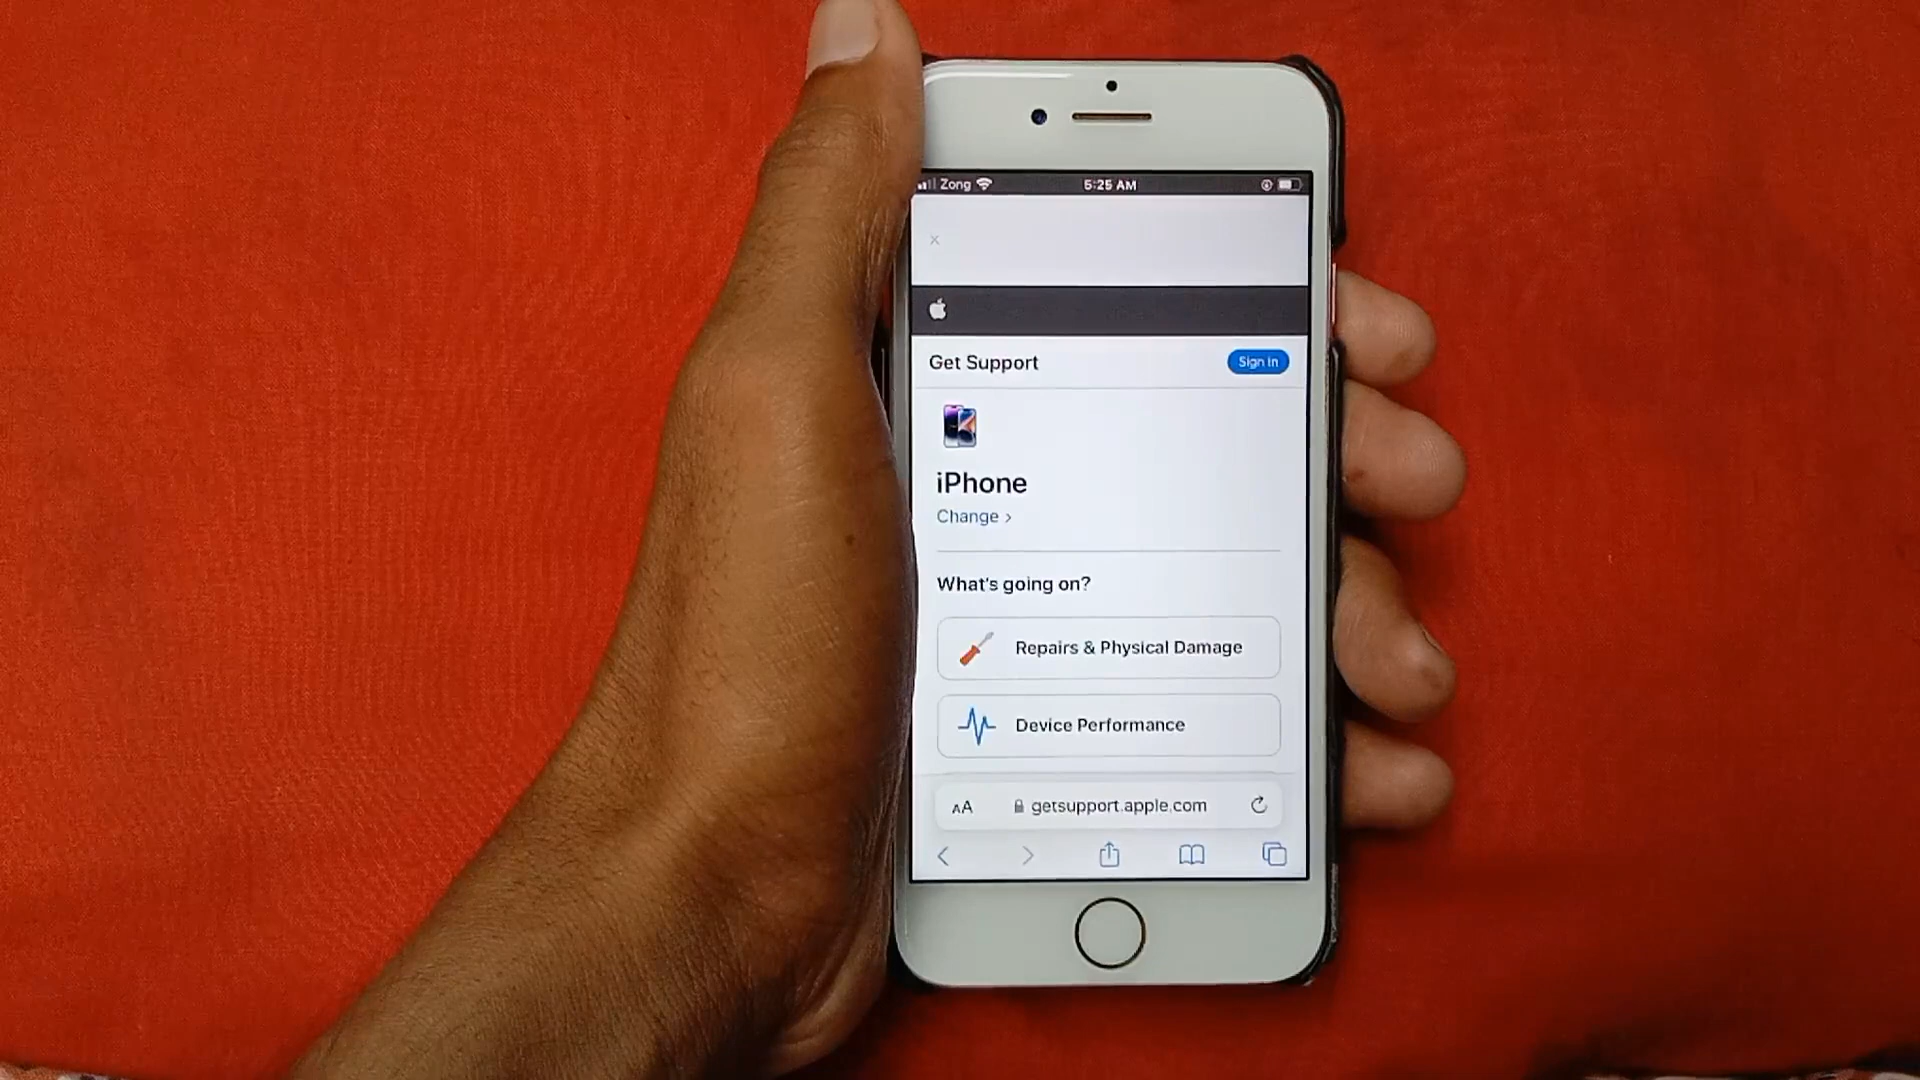 Zong 5:25 AM
×
Get Support Sign in
iPhone
Change >
What's going on?
Repairs & Physical Damage
Device Performance
AA getsupport.apple.com